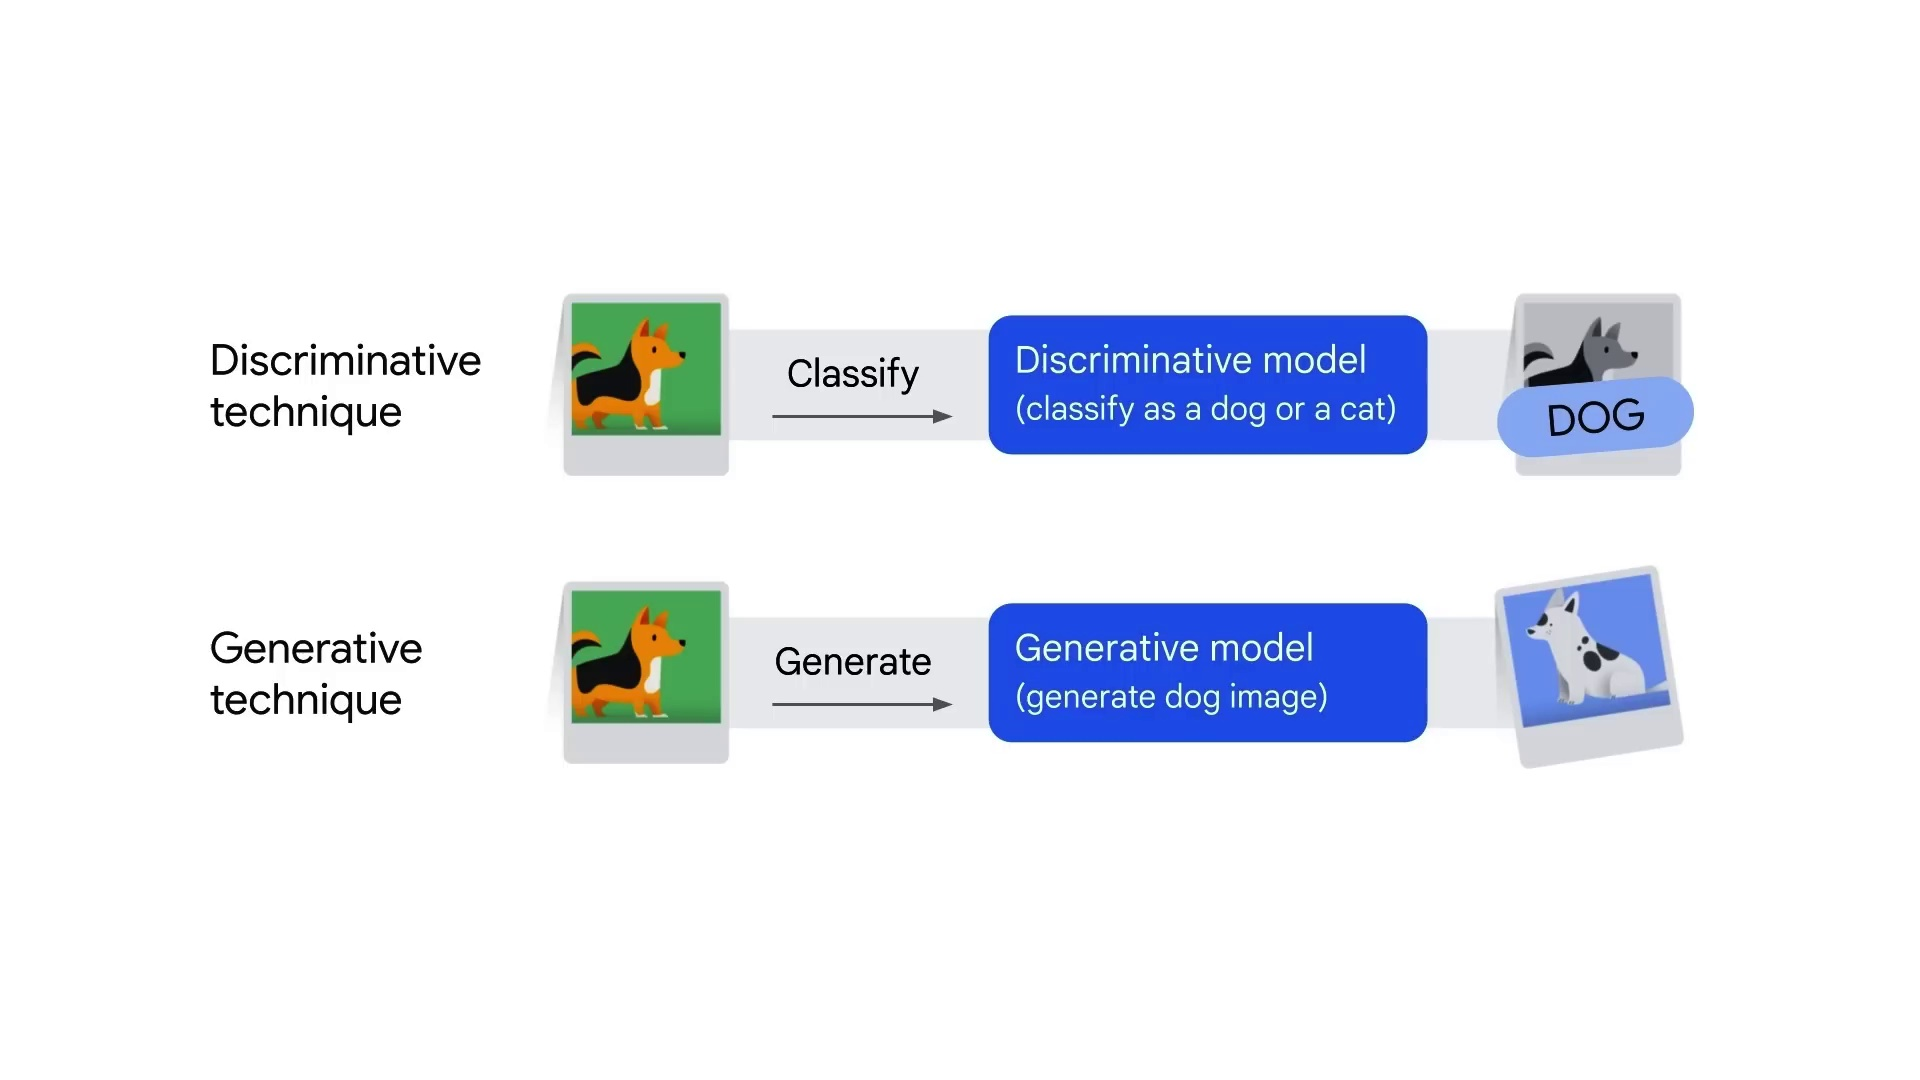 Discriminative
technique
Classify
Discriminative model
(classify as a dog or a cat)
DOG
Generative
technique
Generate
Generative model
(generate dog image)